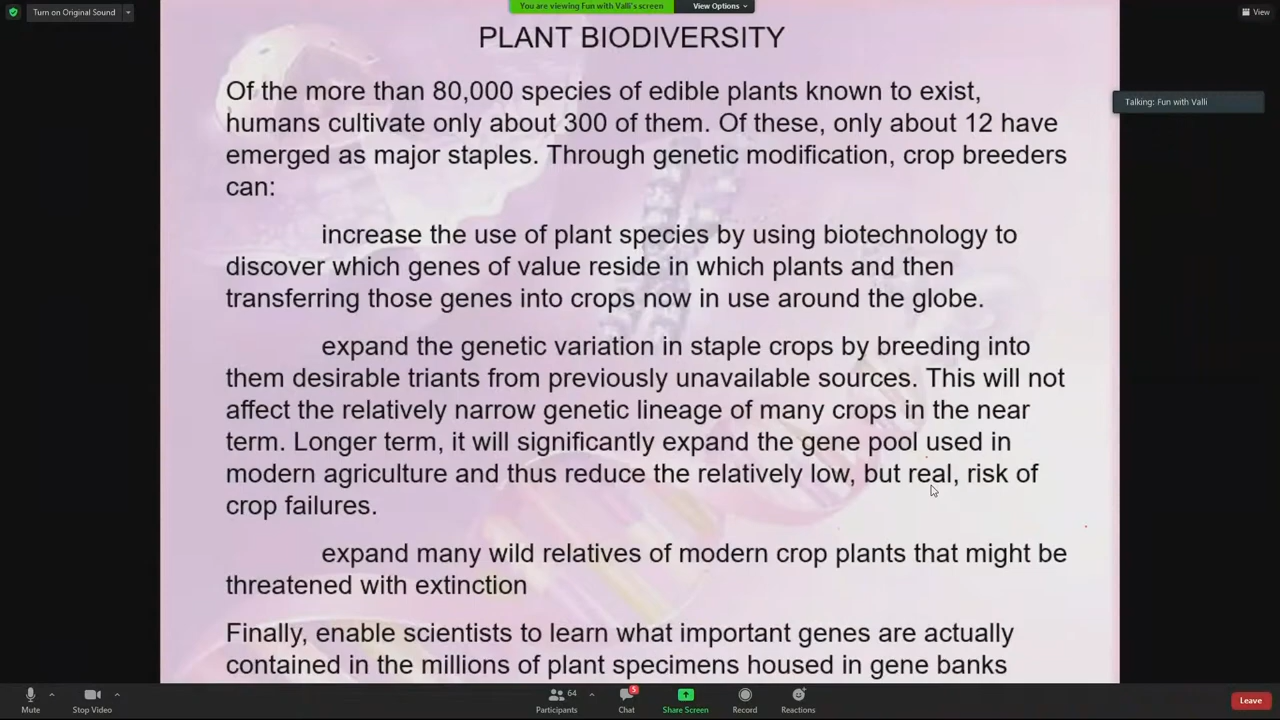 You are viewing Fun with Valli's screen
View Options
Turn on Original Sound
View
PLANT BIODIVERSITY
Talking: Fun with Valli
Of the more than 80,000 species of edible plants known to exist,
humans cultivate only about 300 of them. Of these, only about 12 have
emerged as major staples. Through genetic modification, crop breeders
can:
increase the use of plant species by using biotechnology to
discover which genes of value reside in which plants and then
transferring those genes into crops now in use around the globe.
expand the genetic variation in staple crops by breeding into
them desirable triants from previously unavailable sources. This will not
affect the relatively narrow genetic lineage of many crops in the near
term. Longer term, it will significantly expand the gene pool used in
modern agriculture and thus reduce the relatively low, but real, risk of
crop failures.
expand many wild relatives of modern crop plants that might be
threatened with extinction
Finally, enable scientists to learn what important genes are actually
contained in the millions of plant specimens housed in gene banks
Mute
Stop Video
64
Participants
5
Chat
Share Screen
Record
Reactions
Leave